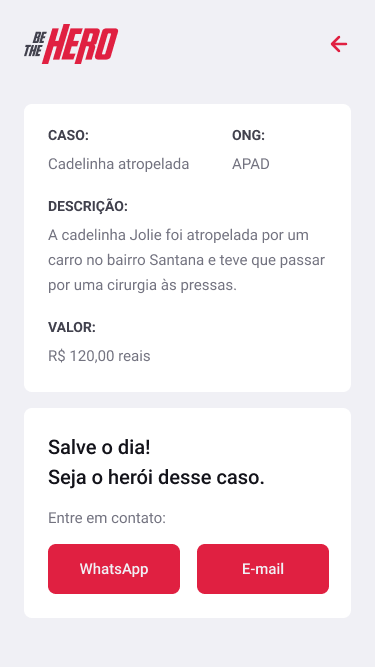 BE THE HERO
CASO: ONG:
Cadelinha atropelada APAD
DESCRIÇÃO:
A cadelinha Jolie foi atropelada por um
carro no bairro Santana e teve que passar
por uma cirurgia às pressas.
VALOR:
R$ 120,00 reais
Salve o dia!
Seja o herói desse caso.
Entre em contato:
WhatsApp E-mail